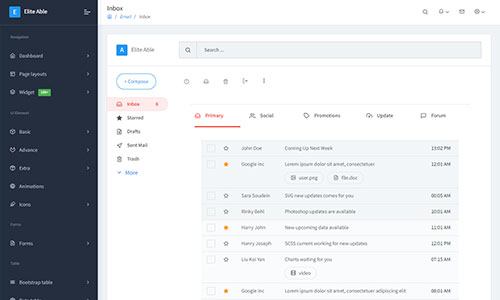 Elite Able
Inbox
/ Email / Inbox
Navigation
Dashboard
Page layouts
Widget 100+
UI Element
Basic
Advance
Extra
Animations
Icons
Forms
Forms
Table
Bootstrap table
Elite Able
Search ...
+ Compose
Inbox 6
Starred
Drafts
Sent Mail
Trash
More
Primary
Social
Promotions
Update
Forum
John Doe Coming Up Next Week 13:02 PM
Google Inc Lorem ipsum dolor sit amet, consectetuer 12:01 AM
user.png file.doc
Sara Soudein SVG new updates comes for you 00:05 AM
Rinky Behl Photoshop updates are available 10:01 AM
Harry John New upcoming data available 11:01 AM
Hanry Joseph SCSS current working for new updates 12:01 PM
Liu Koi Yan Charts waiting for you 07:15 AM
video
Google Inc Lorem ipsum dolor sit amet, consectetuer adipiscing elit 08:01 AM